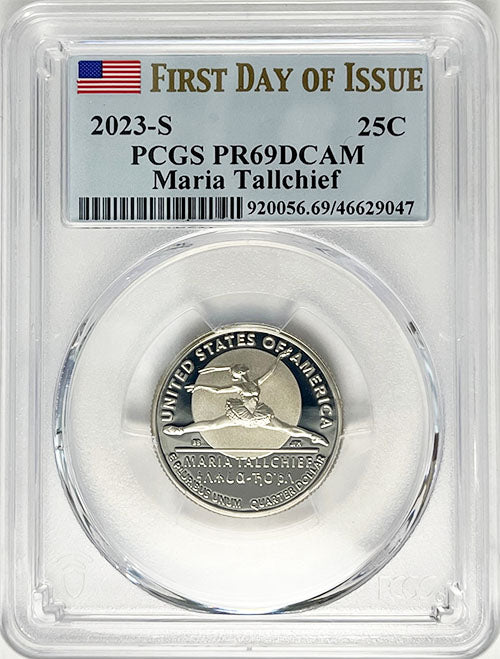 FIRST DAY OF ISSUE
2023-S 25C
PCGS PR69DCAM
Maria Tallchief
920056.69/46629047
UNITED STATES OF AMERICA
MARIA TALLCHIEF
E PLURIBUS UNUM QUARTER DOLLAR
PCGS